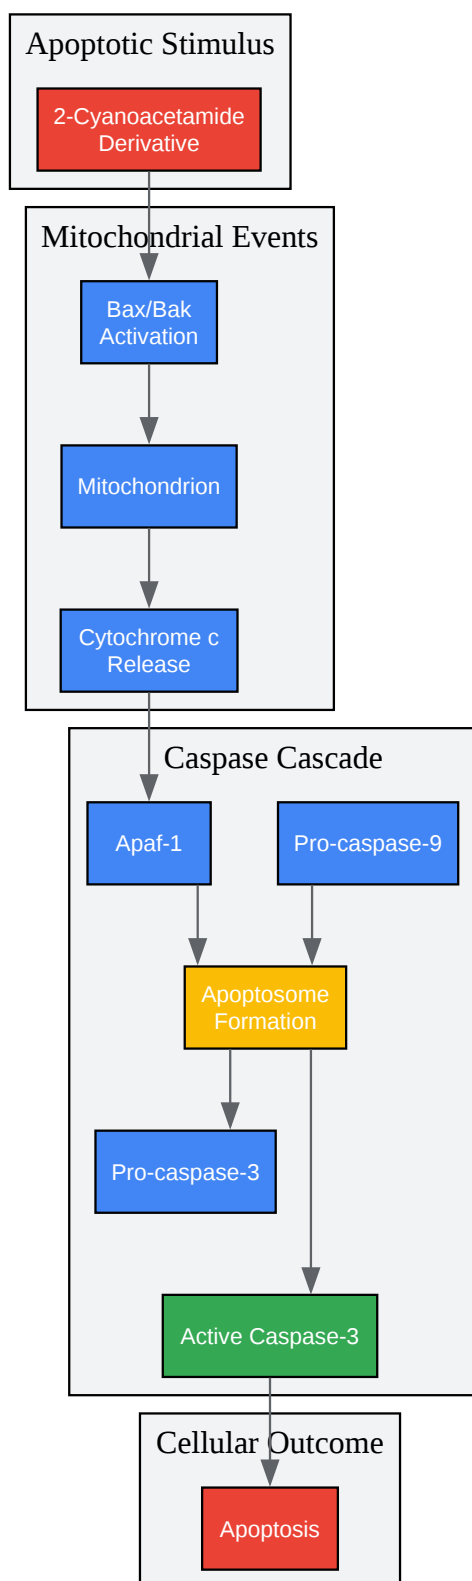 Apoptotic Stimulus
2-Cyanoacetamide
Derivative
Mitochondrial Events
Bax/Bak
Activation
Mitochondrion
Cytochrome c
Release
Caspase Cascade
Apaf-1
Pro-caspase-9
Apoptosome
Formation
Pro-caspase-3
Active Caspase-3
Cellular Outcome
Apoptosis